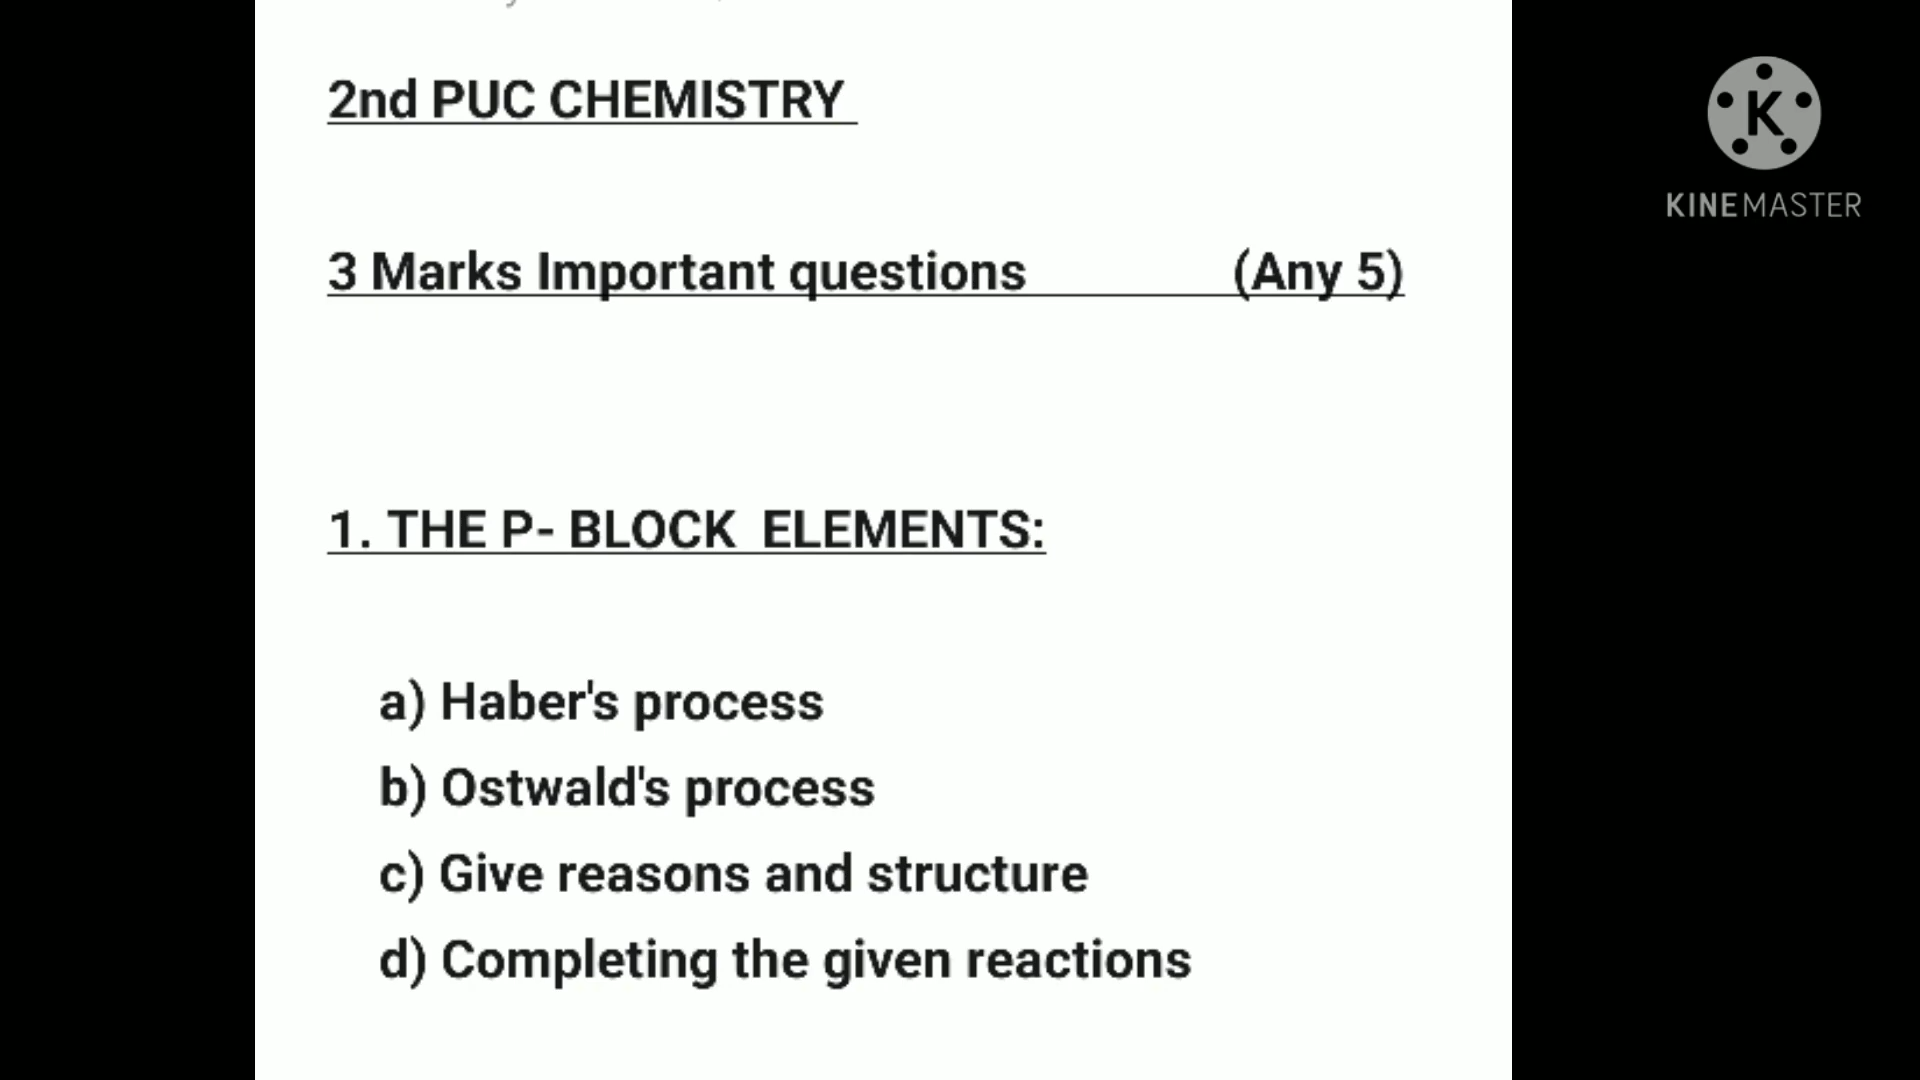 2nd PUC CHEMISTRY
KINEMASTER
3 Marks Important questions (Any 5)
1. THE P- BLOCK ELEMENTS:
a) Haber's process
b) Ostwald's process
c) Give reasons and structure
d) Completing the given reactions